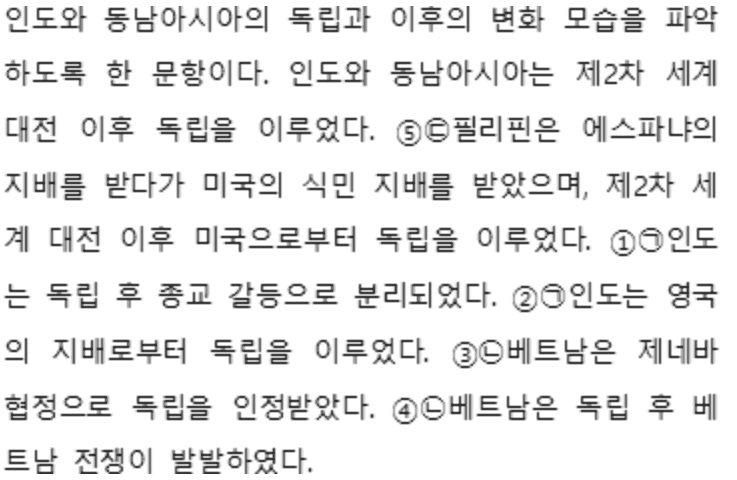 인도와 동남아시아의 독립과 이후의 변화 모습을 파악
하도록 한 문항이다. 인도와 동남아시아는 제2차 세계
대전 이후 독립을 이루었다. ⑤㉢필리핀은 에스파냐의
지배를 받다가 미국의 식민 지배를 받았으며, 제2차 세
계 대전 이후 미국으로부터 독립을 이루었다. ①㉠인도
는 독립 후 종교 갈등으로 분리되었다. ②㉠인도는 영국
의 지배로부터 독립을 이루었다. ③㉡베트남은 제네바
협정으로 독립을 인정받았다. ④㉡베트남은 독립 후 베
트남 전쟁이 발발하였다.